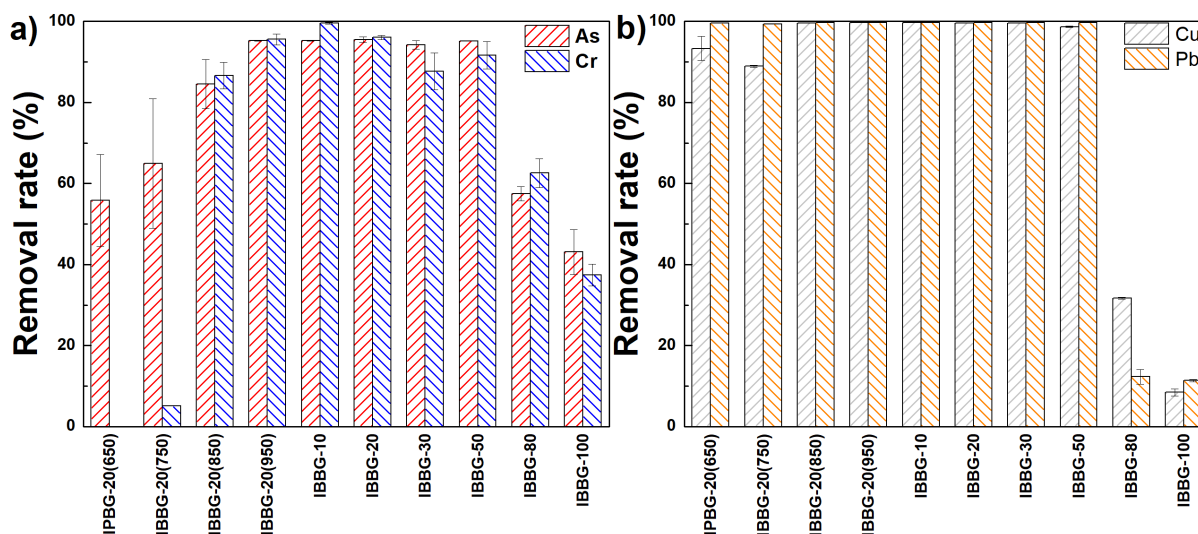 a)
As
Cr
Removal rate (%)
100
80
60
40
20
0
IPBG-20(650)
IBBG-20(750)
IBBG-20(850)
IBBG-20(950)
IBBG-10
IBBG-20
IBBG-30
IBBG-50
IBBG-80
IBBG-100
b)
Cu
Pb
Removal rate (%)
100
80
60
40
20
0
IPBG-20(650)
IBBG-20(750)
IBBG-20(850)
IBBG-20(950)
IBBG-10
IBBG-20
IBBG-30
IBBG-50
IBBG-80
IBBG-100